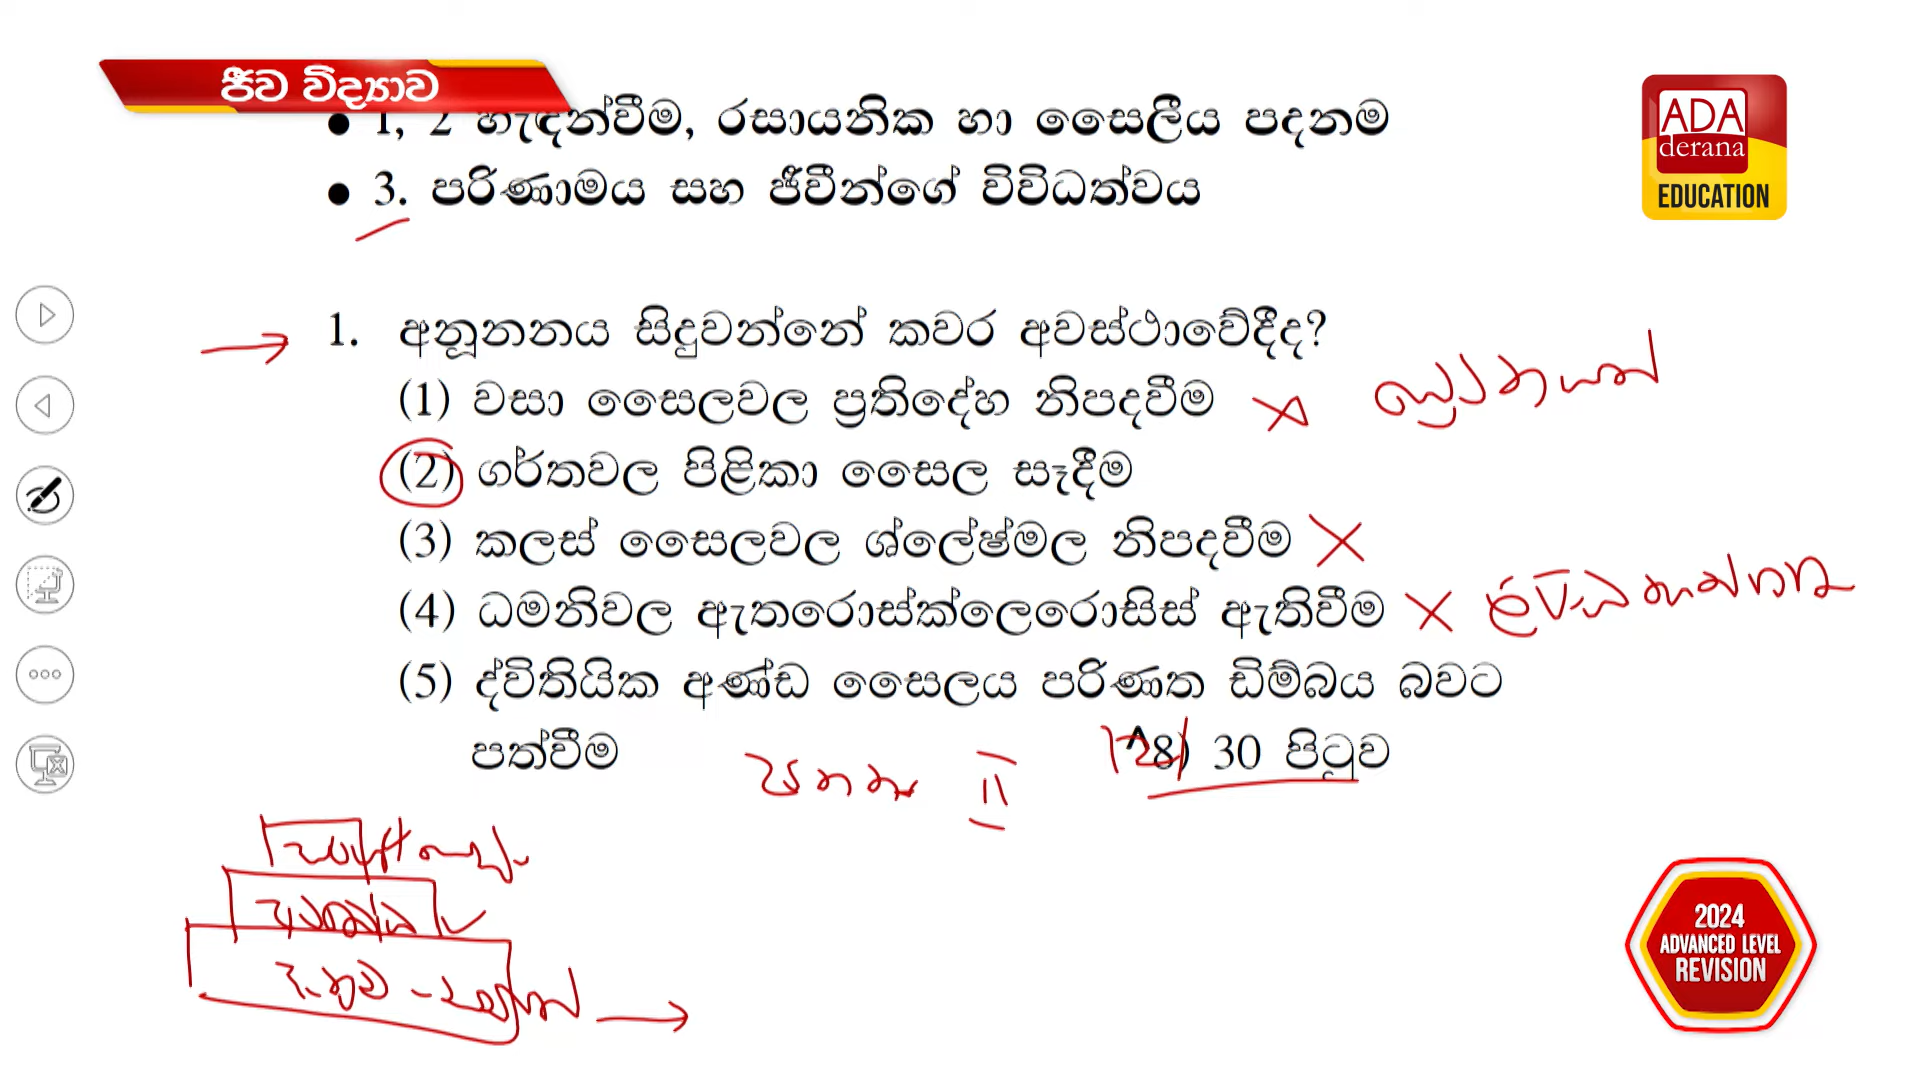 ජීව විද්‍යාව
ADA
derana
EDUCATION
● 1, 2 හැඳින්වීම, රසායනික හා සෛලීය පදනම
● 3. පරිණාමය සහ ජීවීන්ගේ විවිධත්වය
1. අනූනනය සිදුවන්නේ කවර අවස්ථාවේදීද?
(1) වසා සෛලවල ප්‍රතිදේහ නිපදවීම
(2) ගර්තවල පිළිකා සෛල සෑදීම
(3) කලස් සෛලවල ශ්ලේෂ්මල නිපදවීම
(4) ධමනිවල ඇතරොස්ක්ලෙරොසිස් ඇතිවීම
(5) ද්විතියික අණ්ඩ සෛලය පරිණත ඩිම්බය බවට
පත්වීම
II
30 පිටුව
2024
ADVANCED LEVEL
REVISION